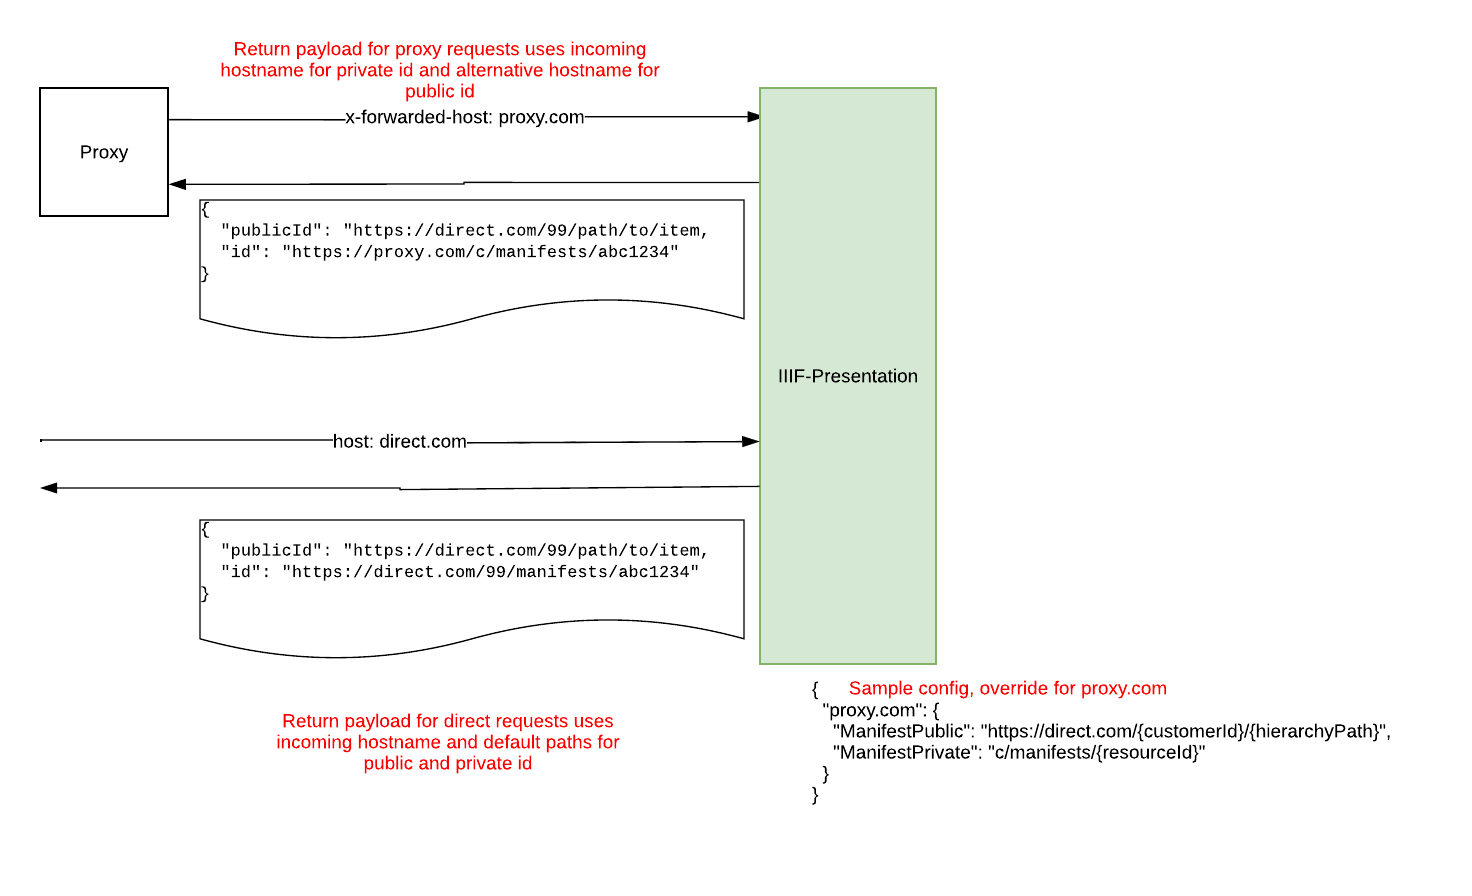 Return payload for proxy requests uses incoming
hostname for private id and alternative hostname for
public id
x-forwarded-host: proxy.com
Proxy
{
"publicId": "https://direct.com/99/path/to/item,
"id": "https://proxy.com/c/manifests/abc1234"
}
IIIF-Presentation
host: direct.com
{
"publicId": "https://direct.com/99/path/to/item,
"id": "https://direct.com/99/manifests/abc1234"
}
Return payload for direct requests uses
incoming hostname and default paths for
public and private id
{ Sample config, override for proxy.com
"proxy.com": {
"ManifestPublic": "https://direct.com/{customerId}/{hierarchyPath}",
"ManifestPrivate": "c/manifests/{resourceId}"
}
}